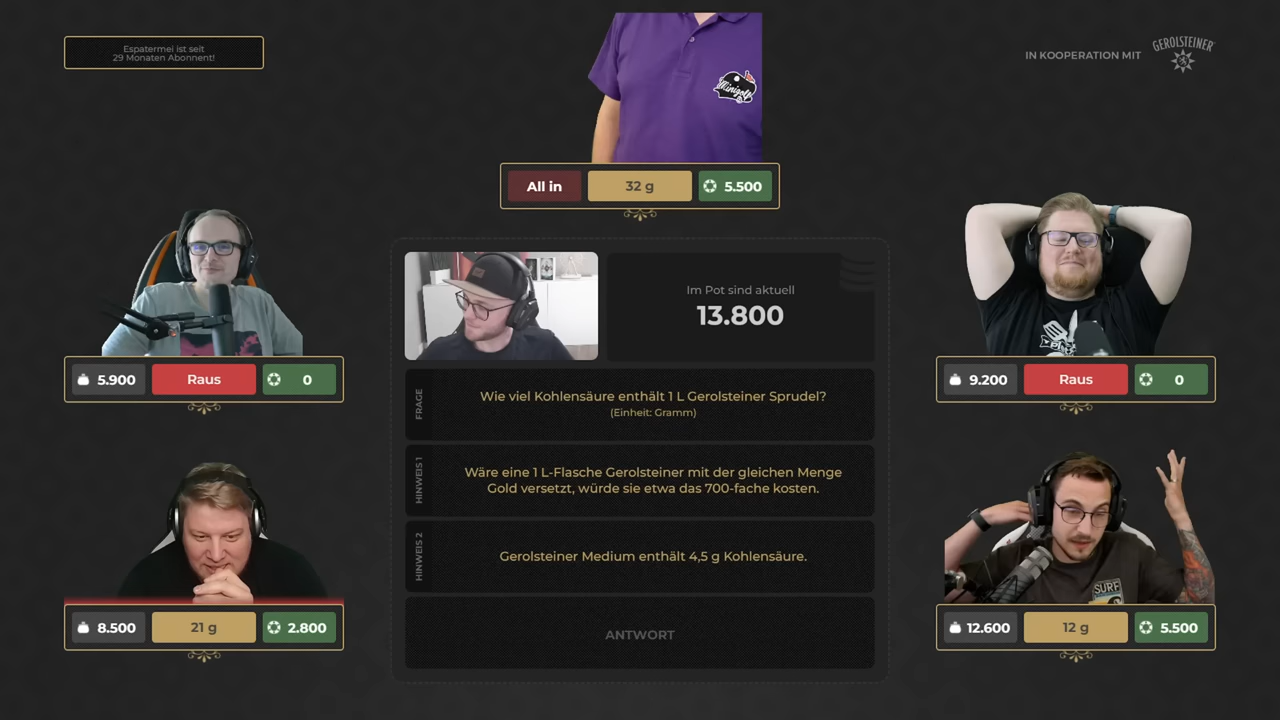 Espatermei ist seit
29 Monaten Abonnent!
IN KOOPERATION MIT
GEROLSTEINER
Minigolf
All in
32 g
5.500
Im Pot sind aktuell
13.800
5.900
Raus
0
9.200
Raus
0
FRAGE
Wie viel Kohlensäure enthält 1 L Gerolsteiner Sprudel?
(Einheit: Gramm)
HINWEIS 1
Wäre eine 1 L-Flasche Gerolsteiner mit der gleichen Menge
Gold versetzt, würde sie etwa das 700-fache kosten.
HINWEIS 2
Gerolsteiner Medium enthält 4,5 g Kohlensäure.
SURF
8.500
21 g
2.800
12.600
12 g
5.500
ANTWORT